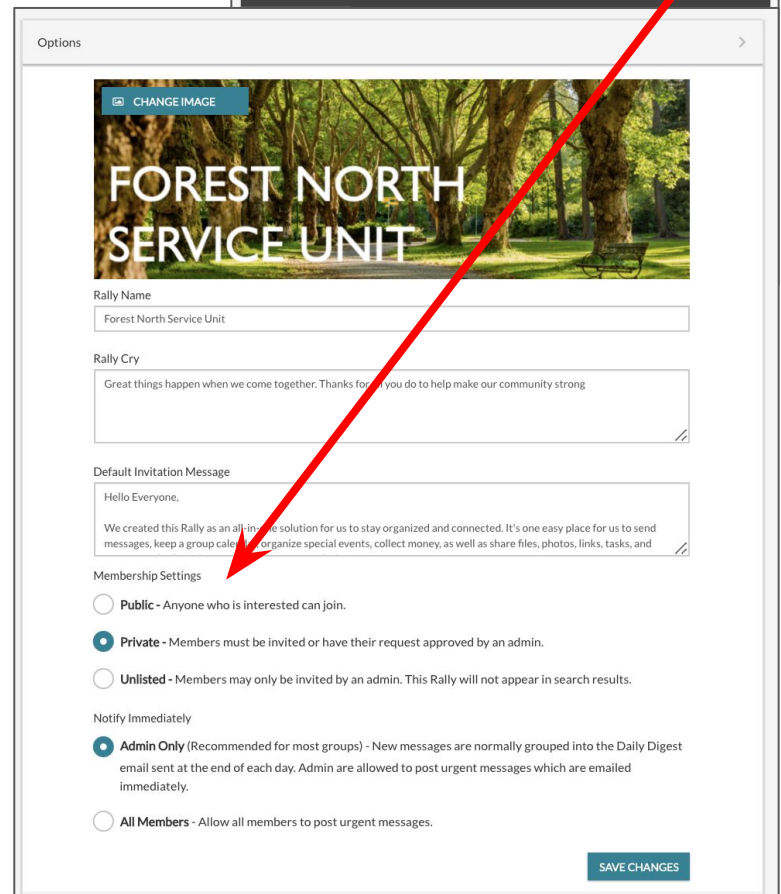 Options
CHANGE IMAGE
FOREST NORTH
SERVICE UNIT
Rally Name
Forest North Service Unit
Rally Cry
Great things happen when we come together. Thanks for you do to help make our community strong
Default Invitation Message
Hello Everyone,
We created this Rally as an all-in-one solution for us to stay organized and connected. It's one easy place for us to send
messages, keep a group calendar, organize special events, collect money, as well as share files, photos, links, tasks, and
Membership Settings
Public - Anyone who is interested can join.
Private - Members must be invited or have their request approved by an admin.
Unlisted - Members may only be invited by an admin. This Rally will not appear in search results.
Notify Immediately
Admin Only (Recommended for most groups) - New messages are normally grouped into the Daily Digest
email sent at the end of each day. Admin are allowed to post urgent messages which are emailed
immediately.
All Members - Allow all members to post urgent messages.
SAVE CHANGES